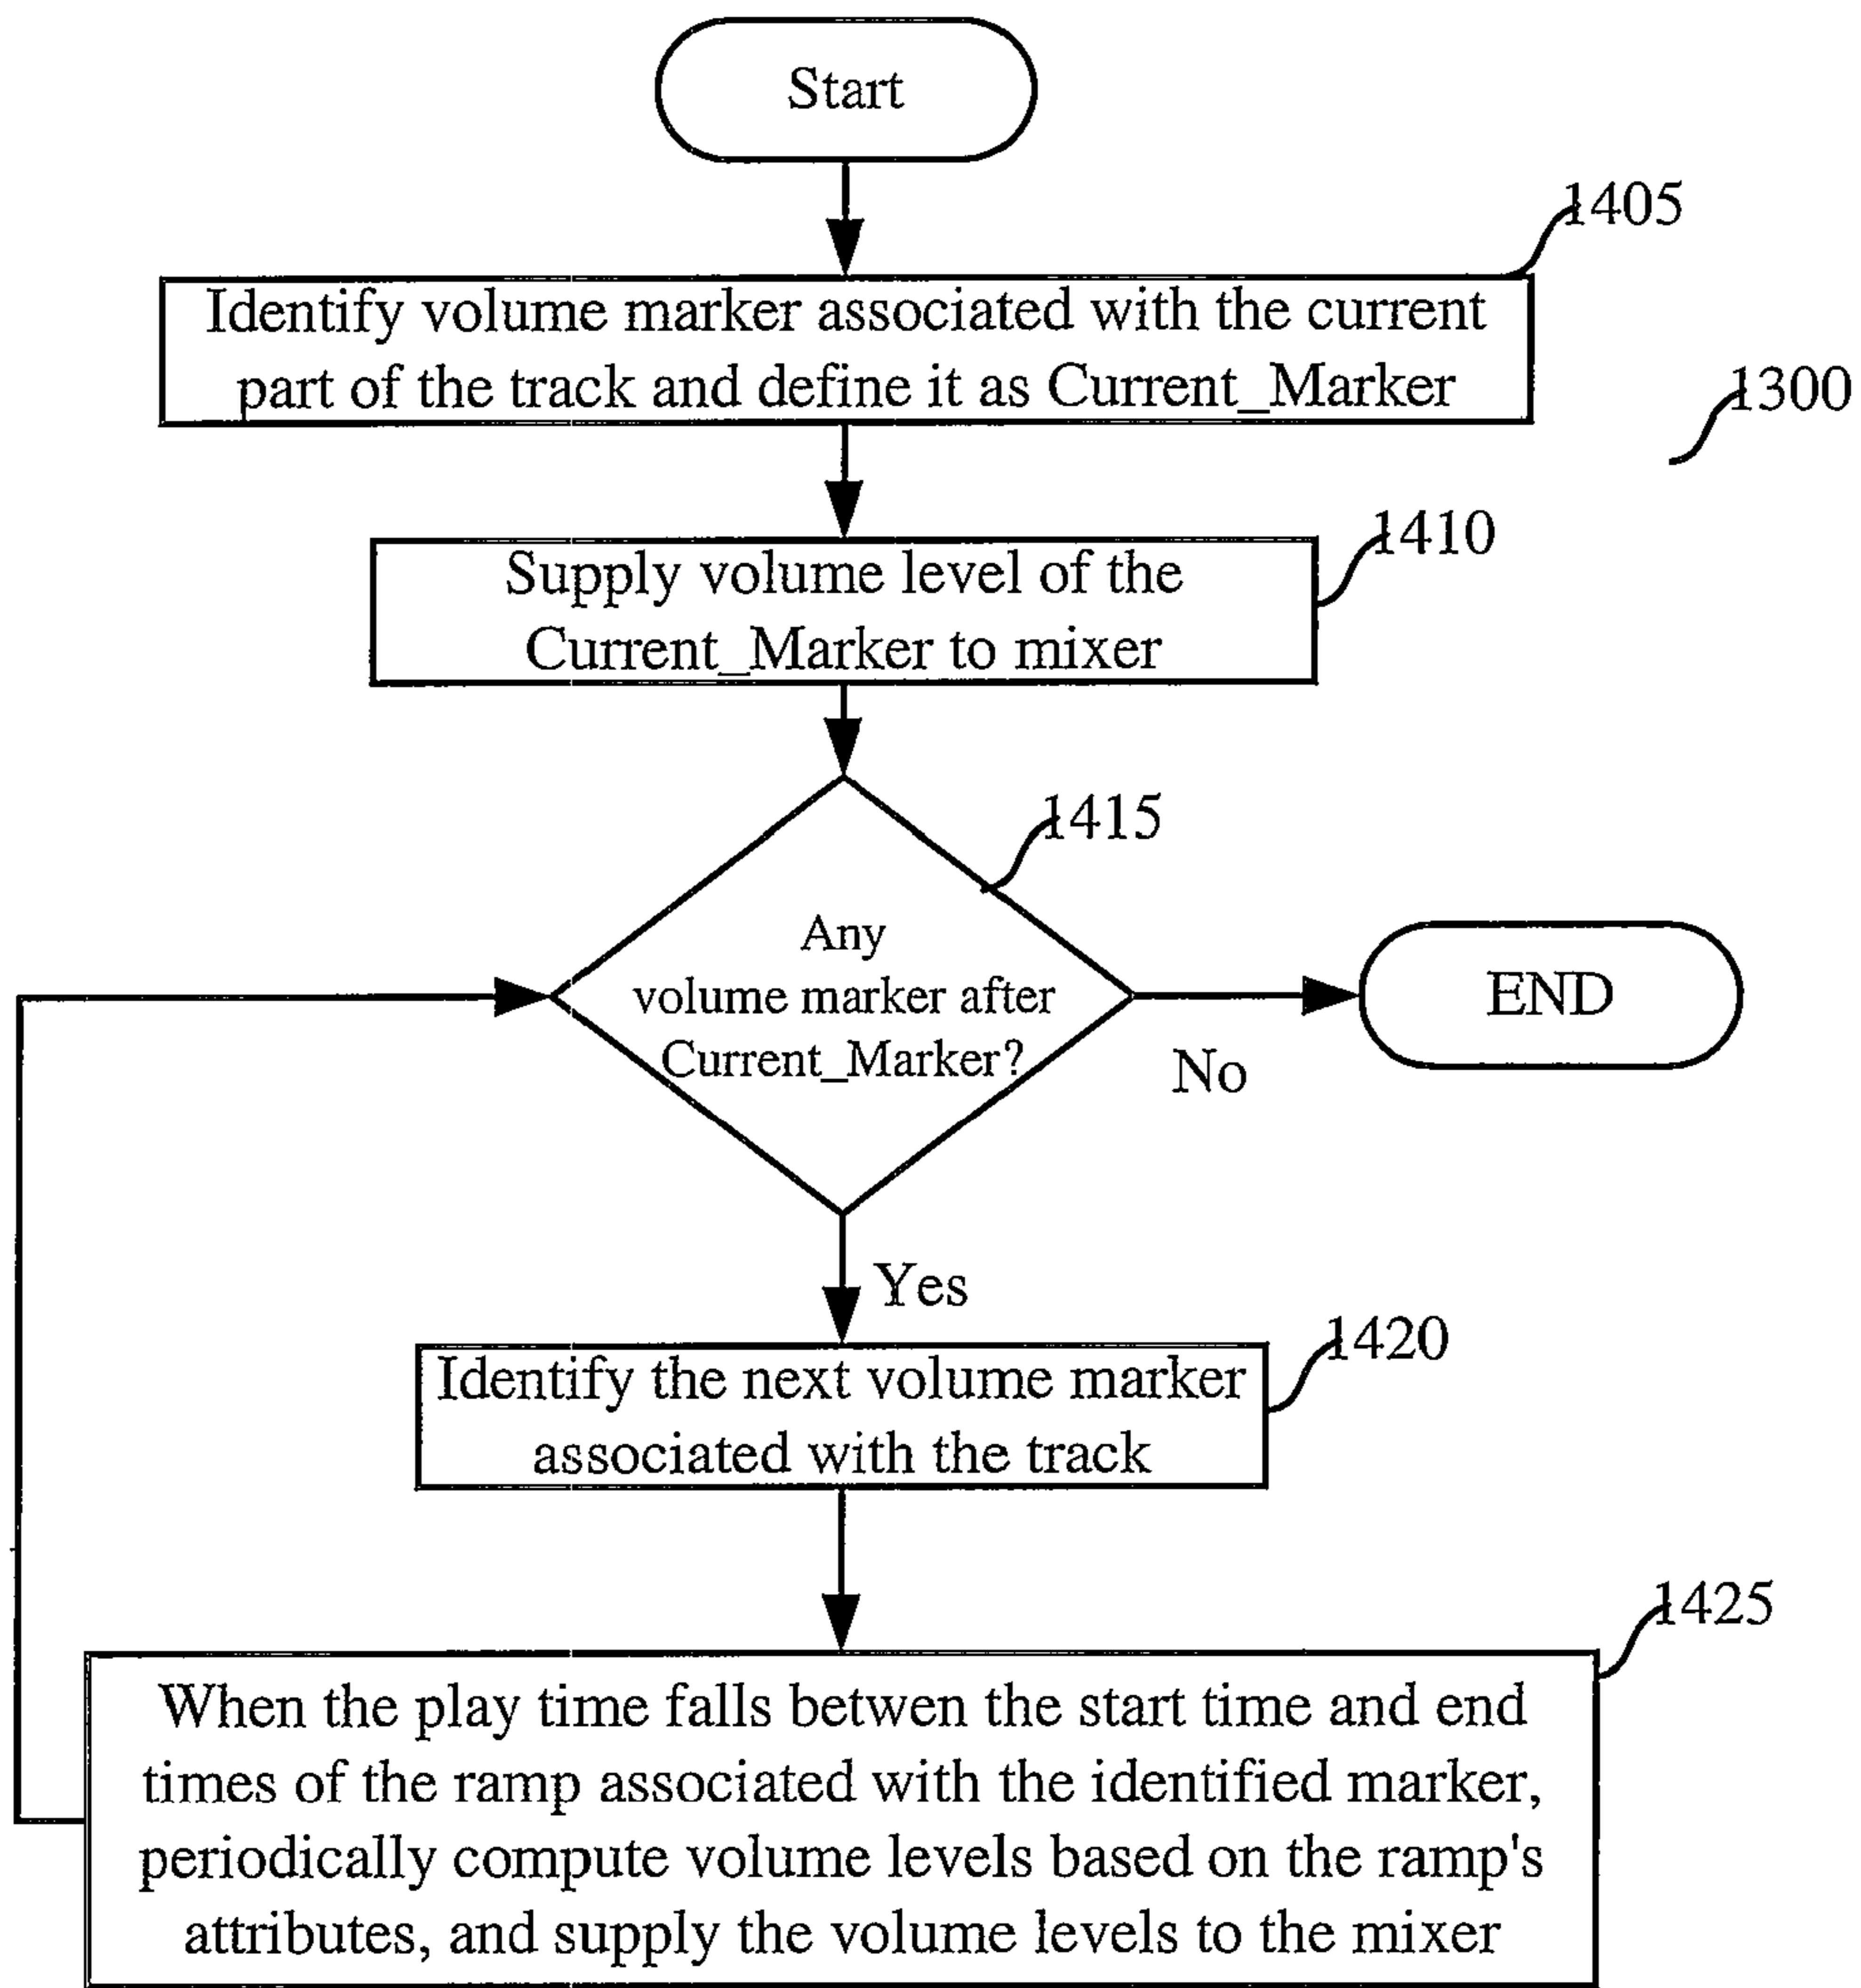 Start
1405
Identify volume marker associated with the current
part of the track and define it as Current_Marker
1300
1410
Supply volume level of the
Current_Marker to mixer
1415
Any
volume marker after
Current_Marker?
END
No
Yes
1420
Identify the next volume marker
associated with the track
1425
When the play time falls betwen the start time and end
times of the ramp associated with the identified marker,
periodically compute volume levels based on the ramp's
attributes, and supply the volume levels to the mixer